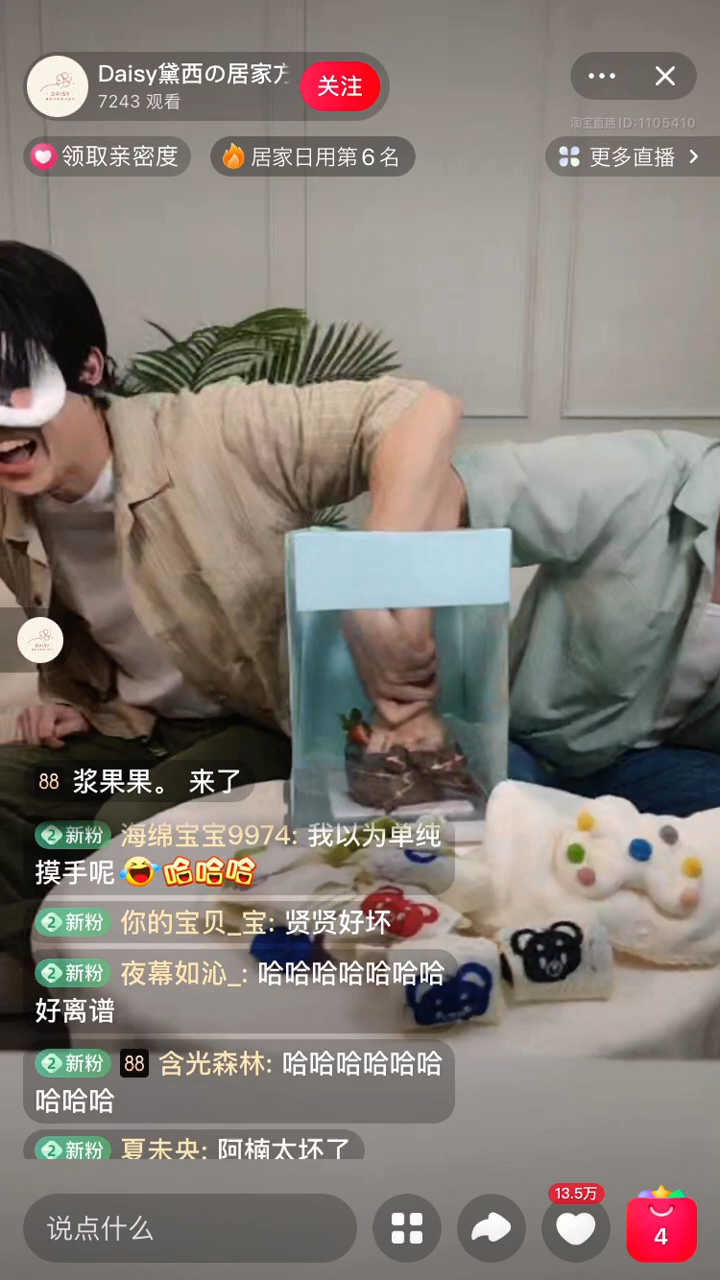 Daisy黛西の居家方
7243 观看
关注
淘宝直播ID:1105410
领取亲密度
居家日用第6名
更多直播
DAISY
88 浆果果。 来了
2 新粉 海绵宝宝9974: 我以为单纯
摸手呢😂哈哈哈
2 新粉 你的宝贝_宝: 贤贤好坏
2 新粉 夜幕如沁_: 哈哈哈哈哈哈哈
好离谱
2 新粉 88 含光森林: 哈哈哈哈哈哈
哈哈哈
2 新粉 夏未央: 阿楠太坏了
说点什么
13.5万
4